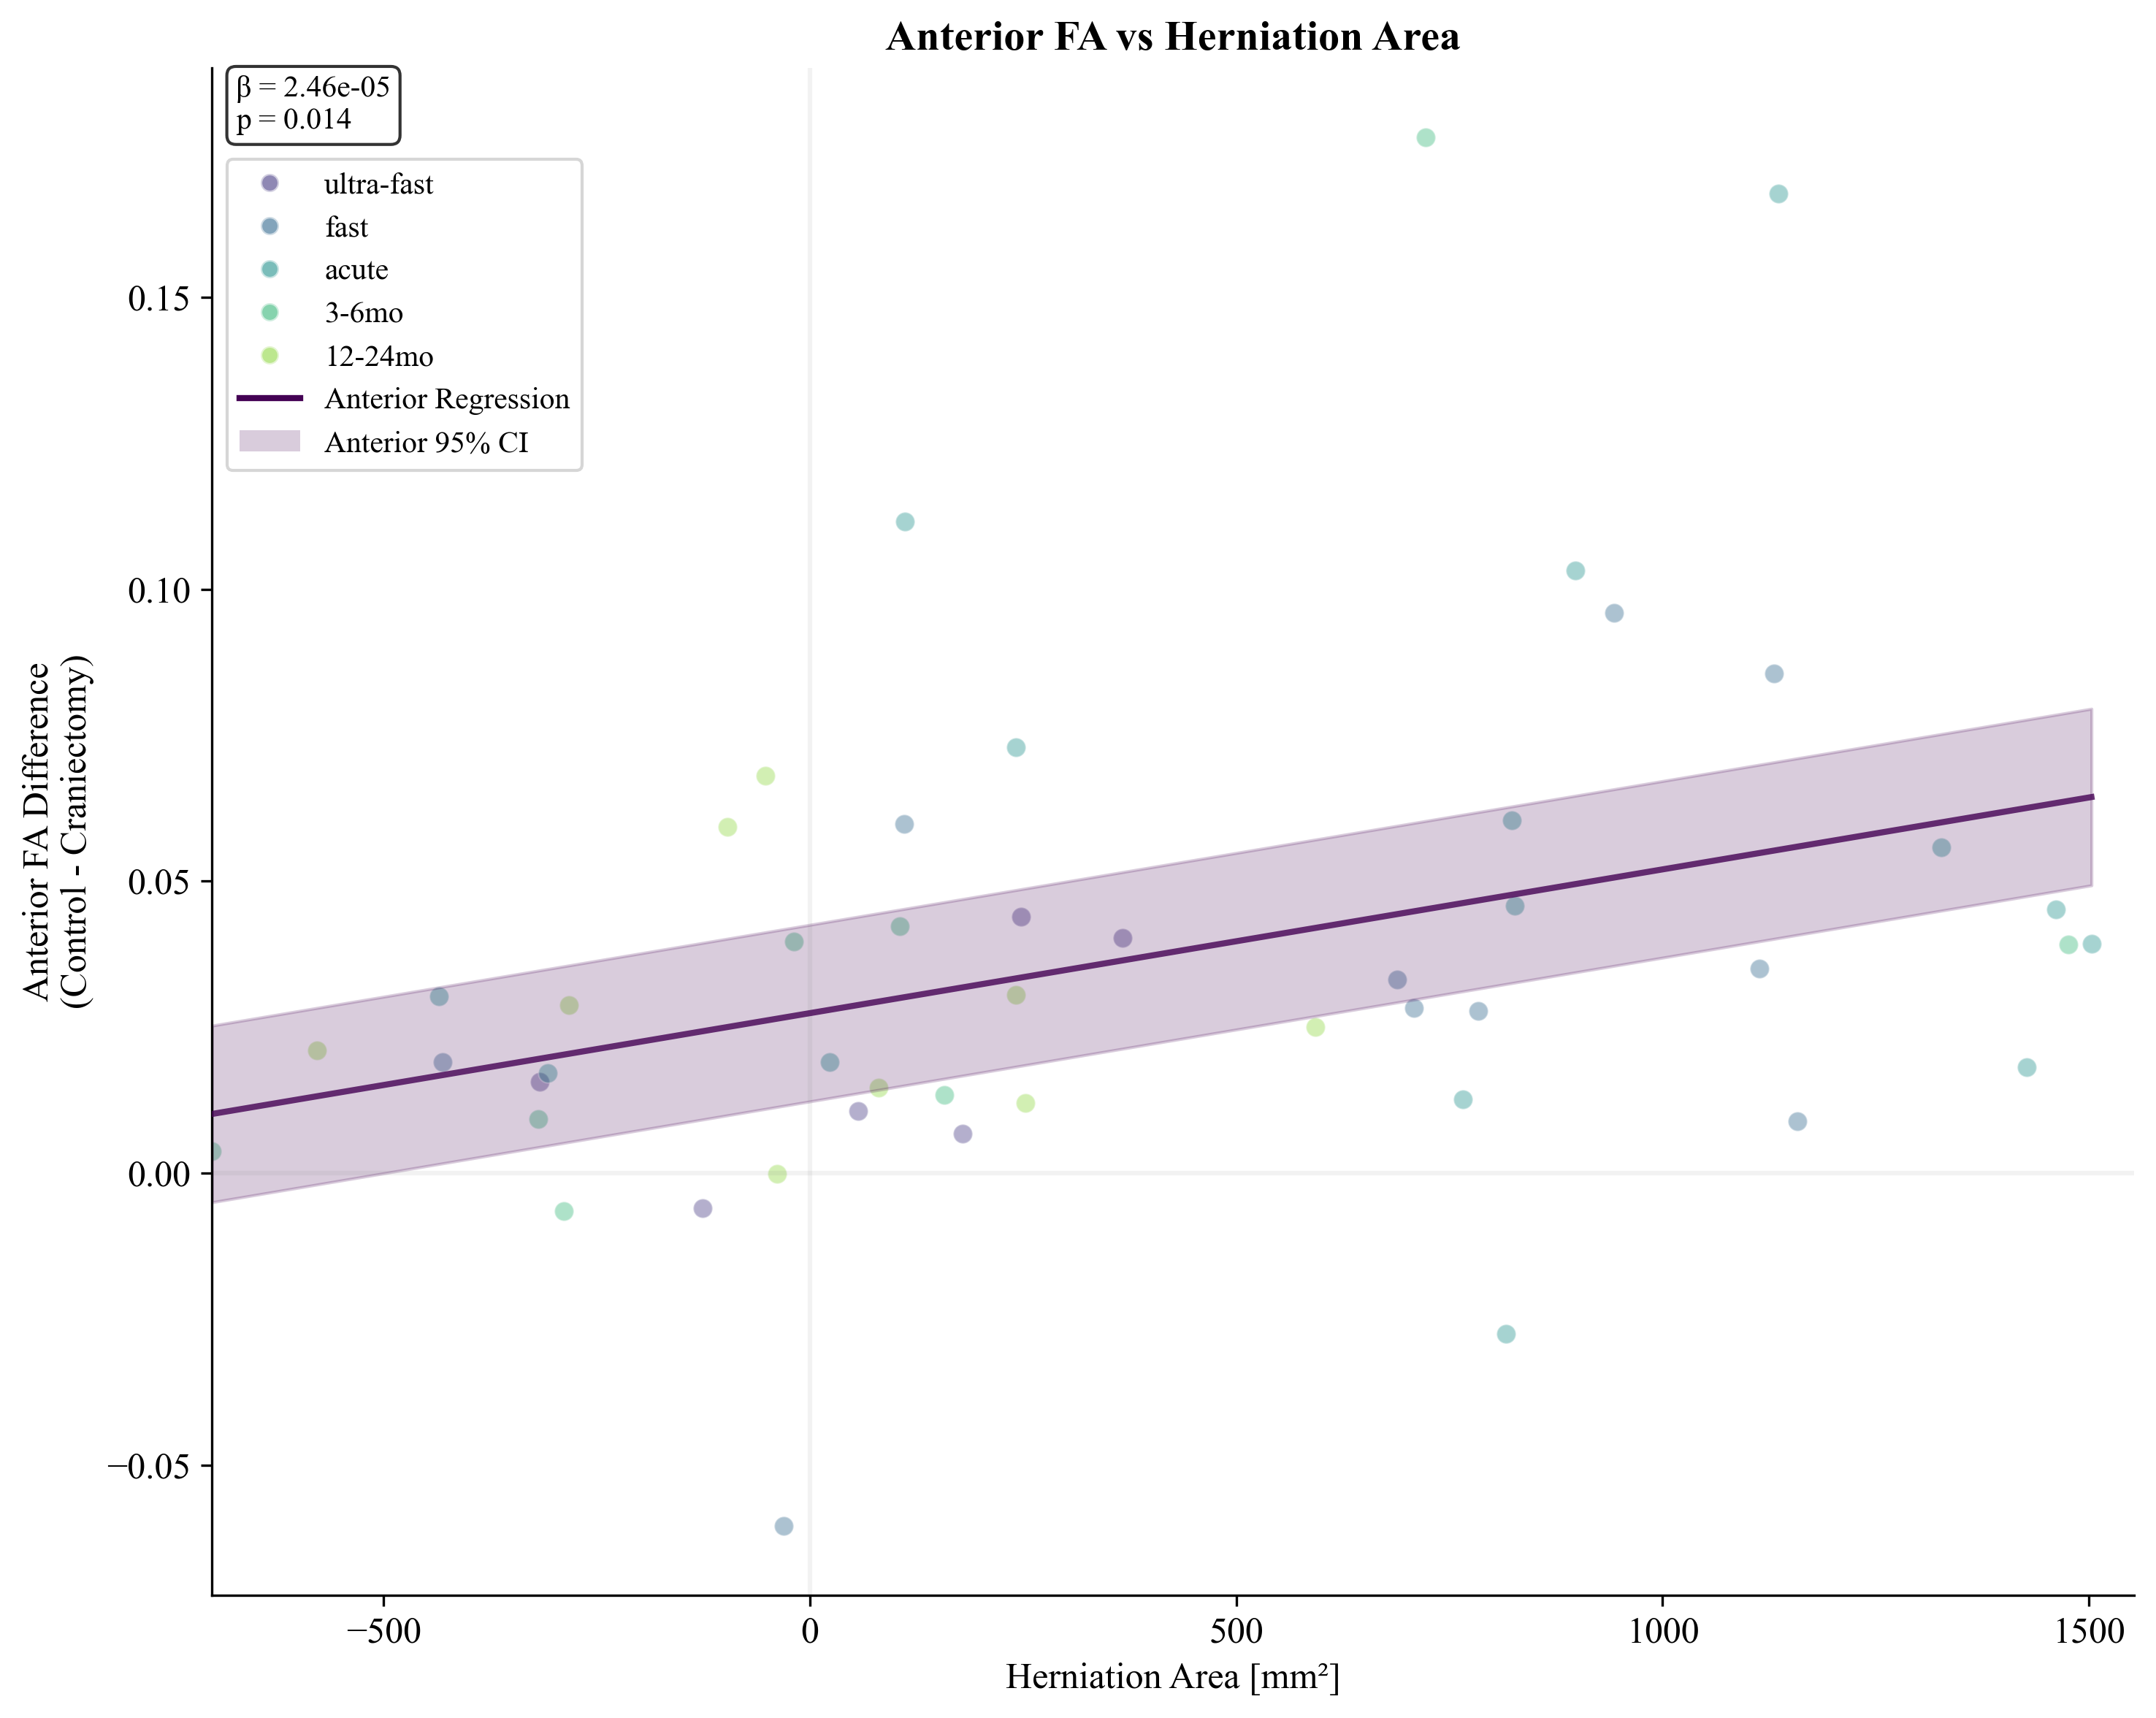 Anterior FA vs Herniation Area
β = 2.46e-05
p = 0.014
ultra-fast
fast
acute
3-6mo
12-24mo
Anterior Regression
Anterior 95% CI
0.15
0.10
0.05
0.00
−0.05
Anterior FA Difference
(Control - Craniectomy)
−500
0
500
1000
1500
Herniation Area [mm²]